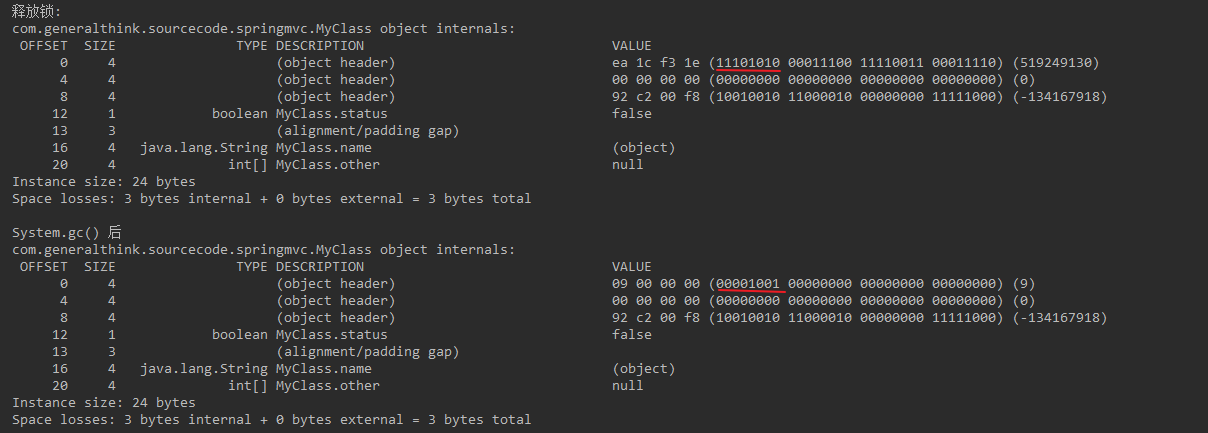 释放锁:
com.generalthink.sourcecode.springmvc.MyClass object internals:
OFFSET SIZE TYPE DESCRIPTION VALUE
0 4 (object header) ea 1c f3 1e (11101010 00011100 11110011 00011110) (519249130)
4 4 (object header) 00 00 00 00 (00000000 00000000 00000000 00000000) (0)
8 4 (object header) 92 c2 00 f8 (10010010 11000010 00000000 11111000) (-134167918)
12 1 boolean MyClass.status false
13 3 (alignment/padding gap)
16 4 java.lang.String MyClass.name (object)
20 4 int[] MyClass.other null
Instance size: 24 bytes
Space losses: 3 bytes internal + 0 bytes external = 3 bytes total
System.gc() 后
com.generalthink.sourcecode.springmvc.MyClass object internals:
OFFSET SIZE TYPE DESCRIPTION VALUE
0 4 (object header) 09 00 00 00 (00001001 00000000 00000000 00000000) (9)
4 4 (object header) 00 00 00 00 (00000000 00000000 00000000 00000000) (0)
8 4 (object header) 92 c2 00 f8 (10010010 11000010 00000000 11111000) (-134167918)
12 1 boolean MyClass.status false
13 3 (alignment/padding gap)
16 4 java.lang.String MyClass.name (object)
20 4 int[] MyClass.other null
Instance size: 24 bytes
Space losses: 3 bytes internal + 0 bytes external = 3 bytes total